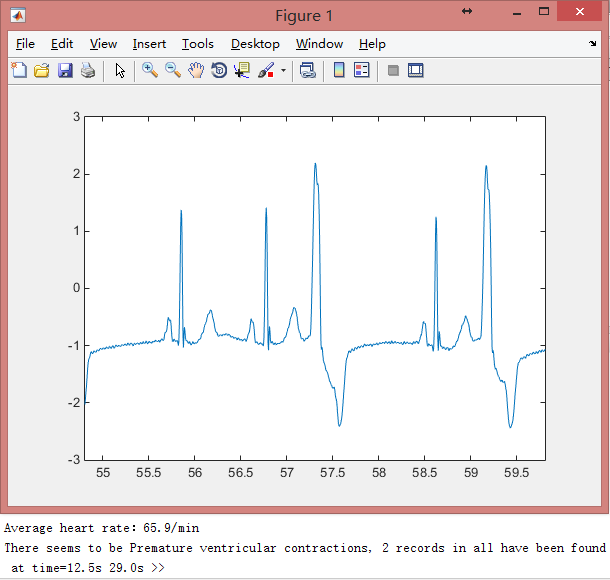 Figure 1
File Edit View Insert Tools Desktop Window Help
3
2
1
0
-1
-2
-3
55 55.5 56 56.5 57 57.5 58 58.5 59 59.5
Average heart rate: 65.9/min
There seems to be Premature ventricular contractions, 2 records in all have been found
at time=12.5s 29.0s >>